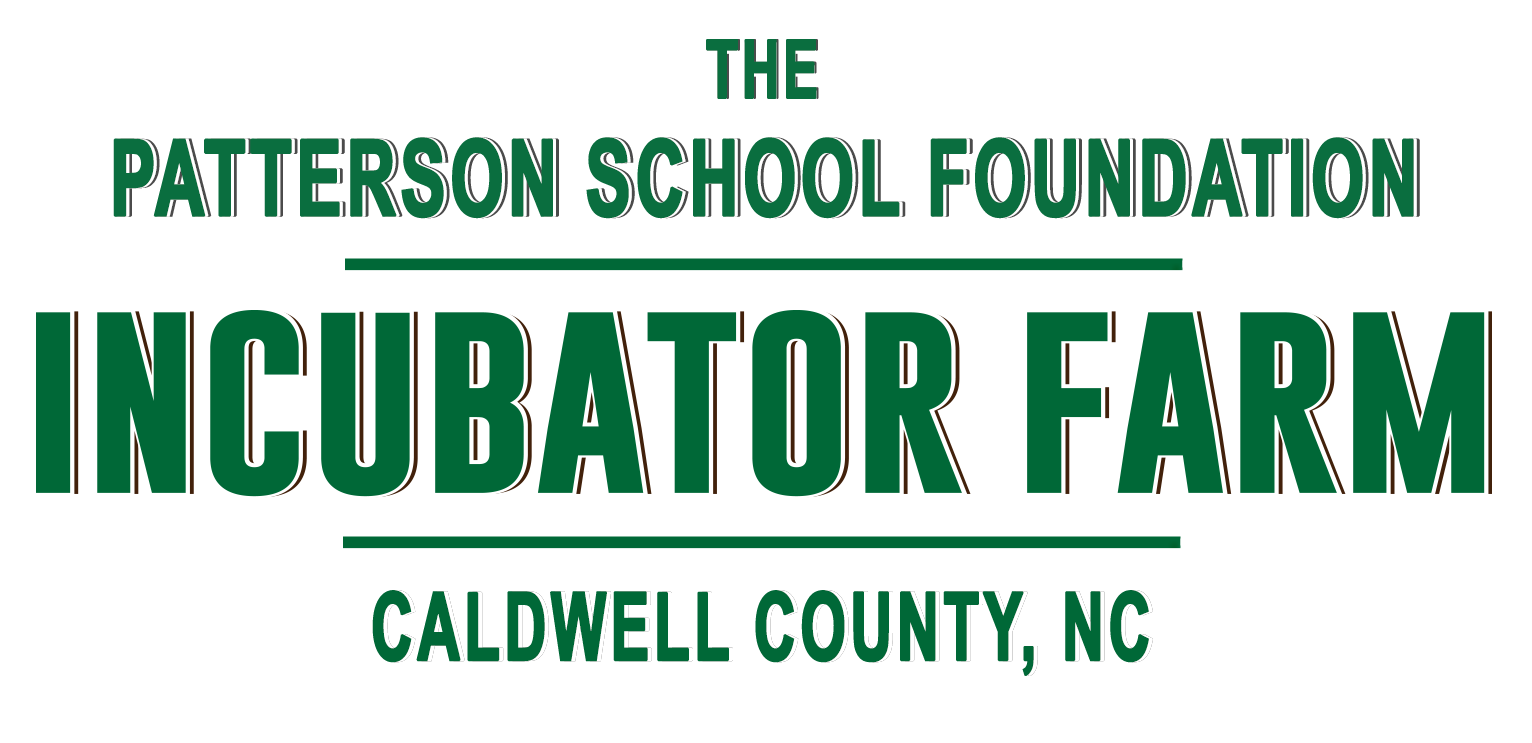 THE
PATTERSON SCHOOL FOUNDATION
INCUBATOR FARM
CALDWELL COUNTY, NC